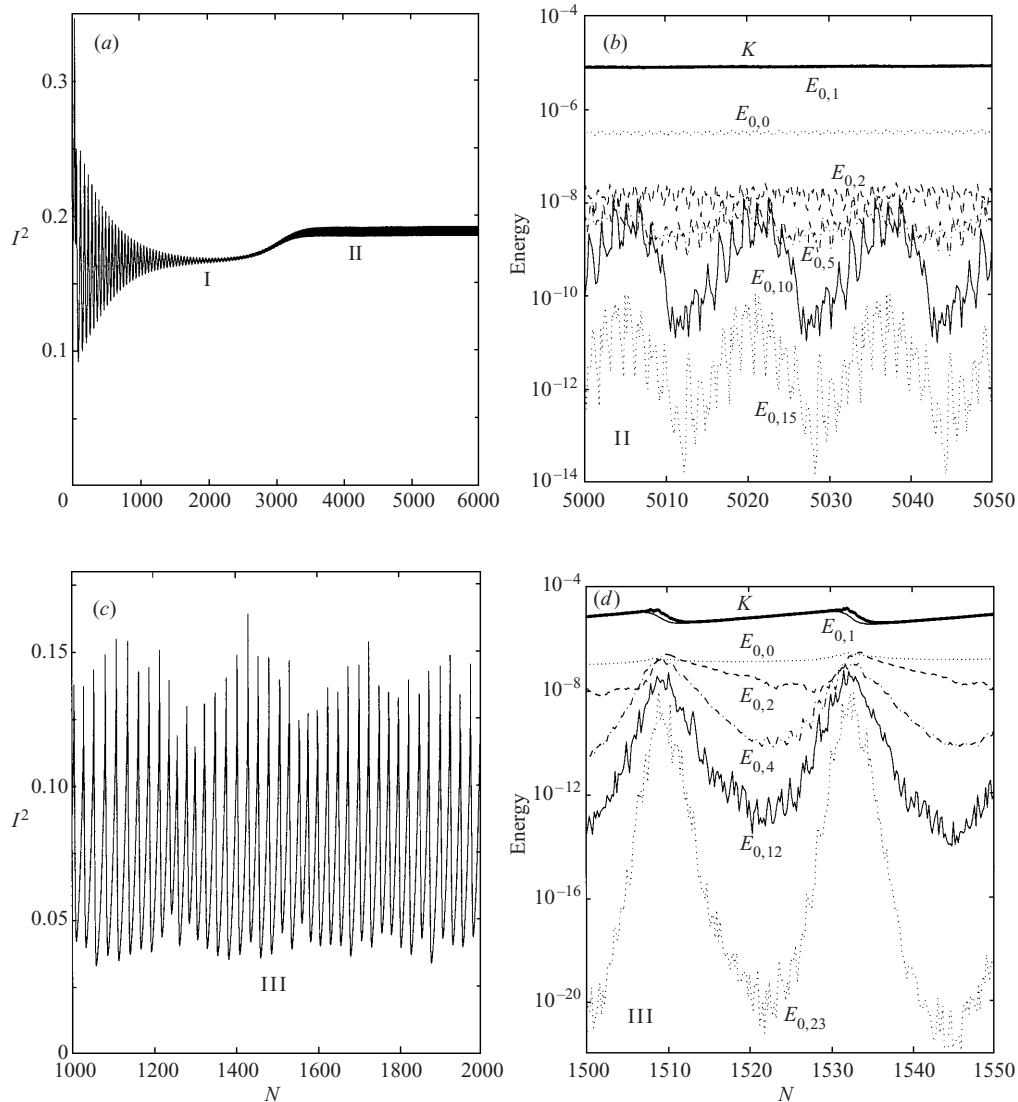 (a)
0.3
0.2
0.1
I²
I
II
0 1000 2000 3000 4000 5000 6000
(b)
10⁻⁴
10⁻⁶
10⁻⁸
10⁻¹⁰
10⁻¹²
10⁻¹⁴
Energy
K
E₀,₁
E₀,₀
E₀,₂
E₀,₅
E₀,₁₀
E₀,₁₅
II
5000 5010 5020 5030 5040 5050
(c)
0.15
0.10
0.05
0
I²
III
1000 1200 1400 1600 1800 2000
N
(d)
10⁻⁴
10⁻⁸
10⁻¹²
10⁻¹⁶
10⁻²⁰
Energy
K
E₀,₀
E₀,₁
E₀,₂
E₀,₄
E₀,₁₂
E₀,₂₃
III
1500 1510 1520 1530 1540 1550
N